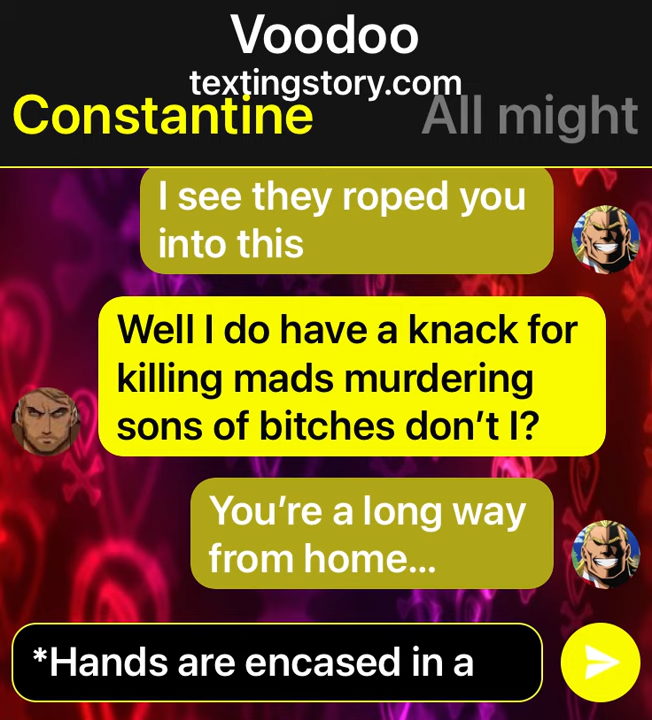 Voodoo
textingstory.com
Constantine All might
I see they roped you
into this
Well I do have a knack for
killing mads murdering
sons of bitches don’t I?
You’re a long way
from home...
*Hands are encased in a